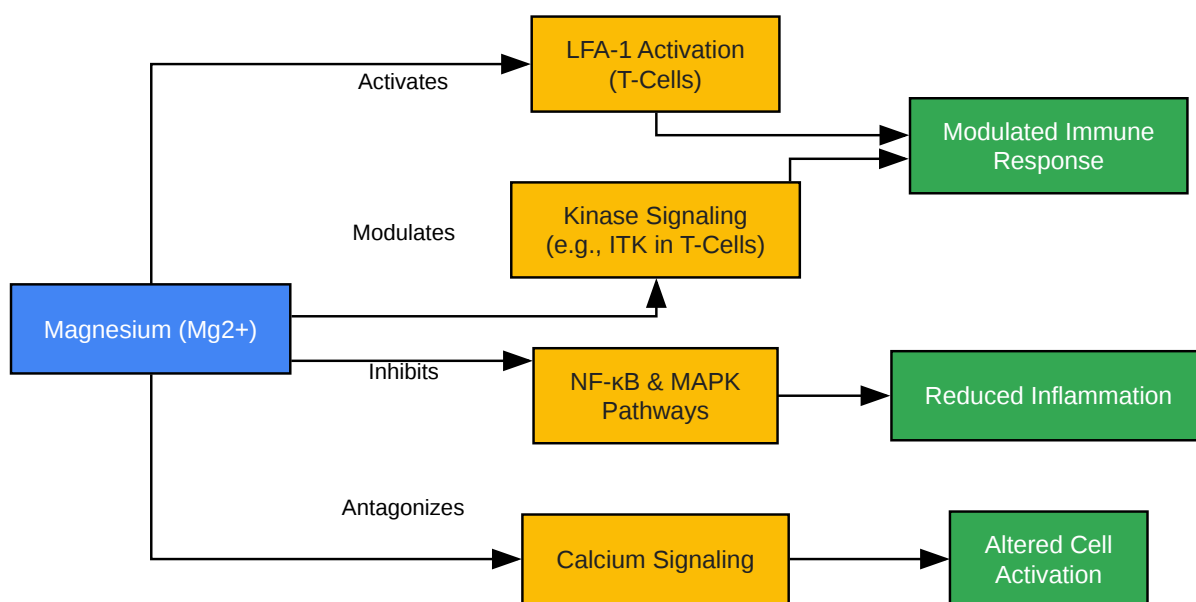 LFA-1 Activation
(T-Cells)
Activates
Modulated Immune
Response
Kinase Signaling
(e.g., ITK in T-Cells)
Modulates
Magnesium (Mg2+)
Inhibits
NF-κB & MAPK
Pathways
Reduced Inflammation
Antagonizes
Calcium Signaling
Altered Cell
Activation